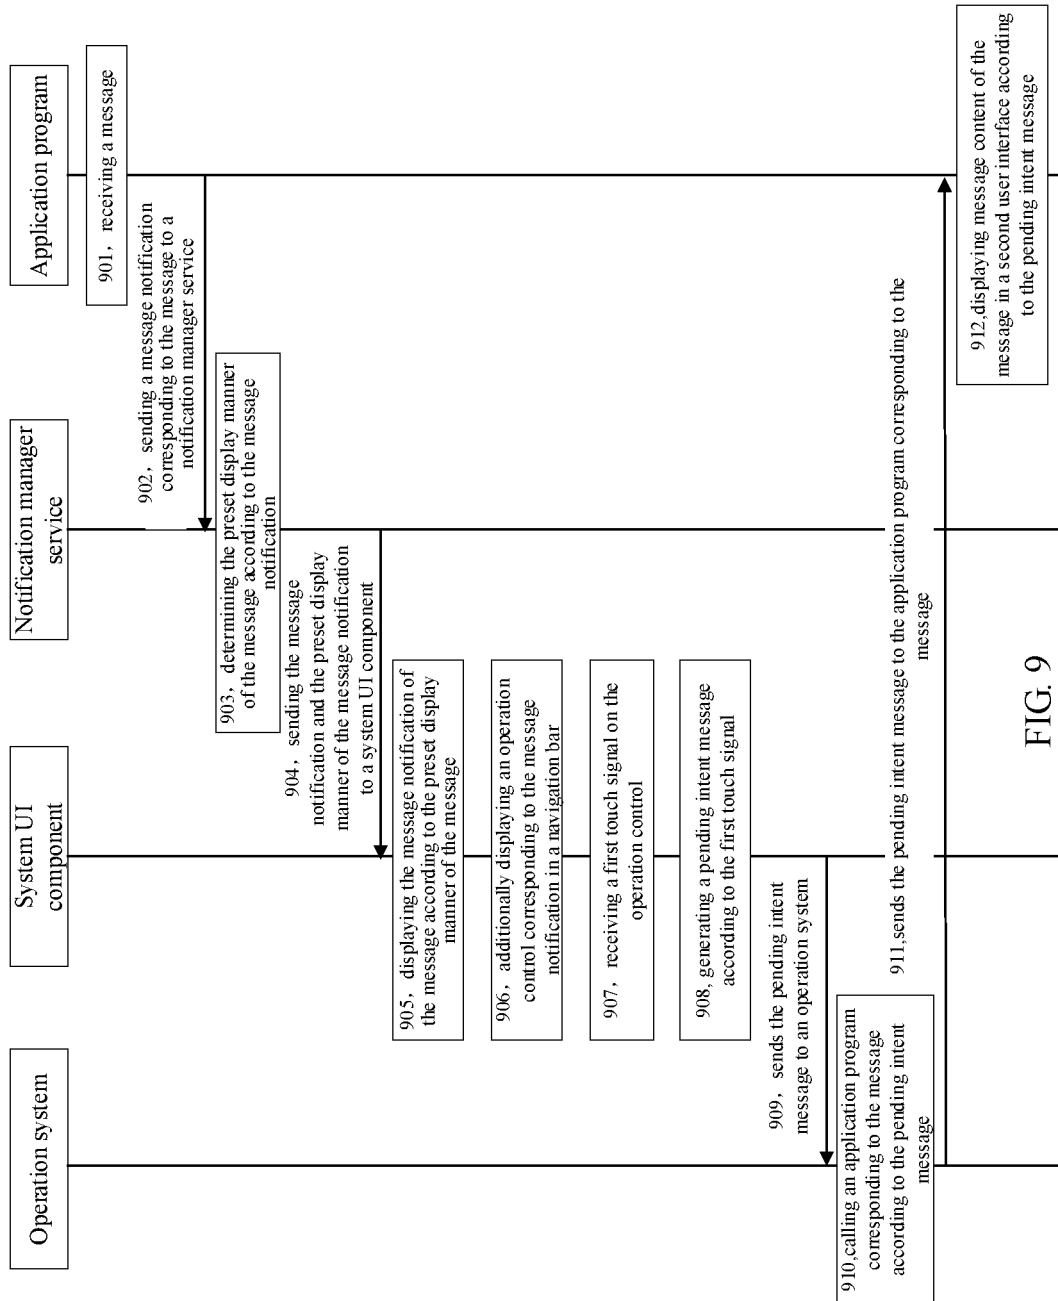 Operation system
System UI
component
Notification manager
service
Application program
901， receiving a message
902， sending a message notification
corresponding to the message to a
notification manager service
903， determining the preset display manner
of the message according to the message
notification
904， sending the message
notification and the preset display
manner of the message notification
to a system UI component
905， displaying the message notification of
the message according to the preset display
manner of the message
906， additionally displaying an operation
control corresponding to the message
notification in a navigation bar
907， receiving a first touch signal on the
operation control
908, generating a pending intent message
according to the first touch signal
909， sends the pending intent
message to an operation system
910,calling an application program
corresponding to the message
according to the pending intent
message
911,sends the pending intent message to the application program corresponding to the
message
912,displaying message content of the
message in a second user interface according
to the pending intent message
FIG. 9